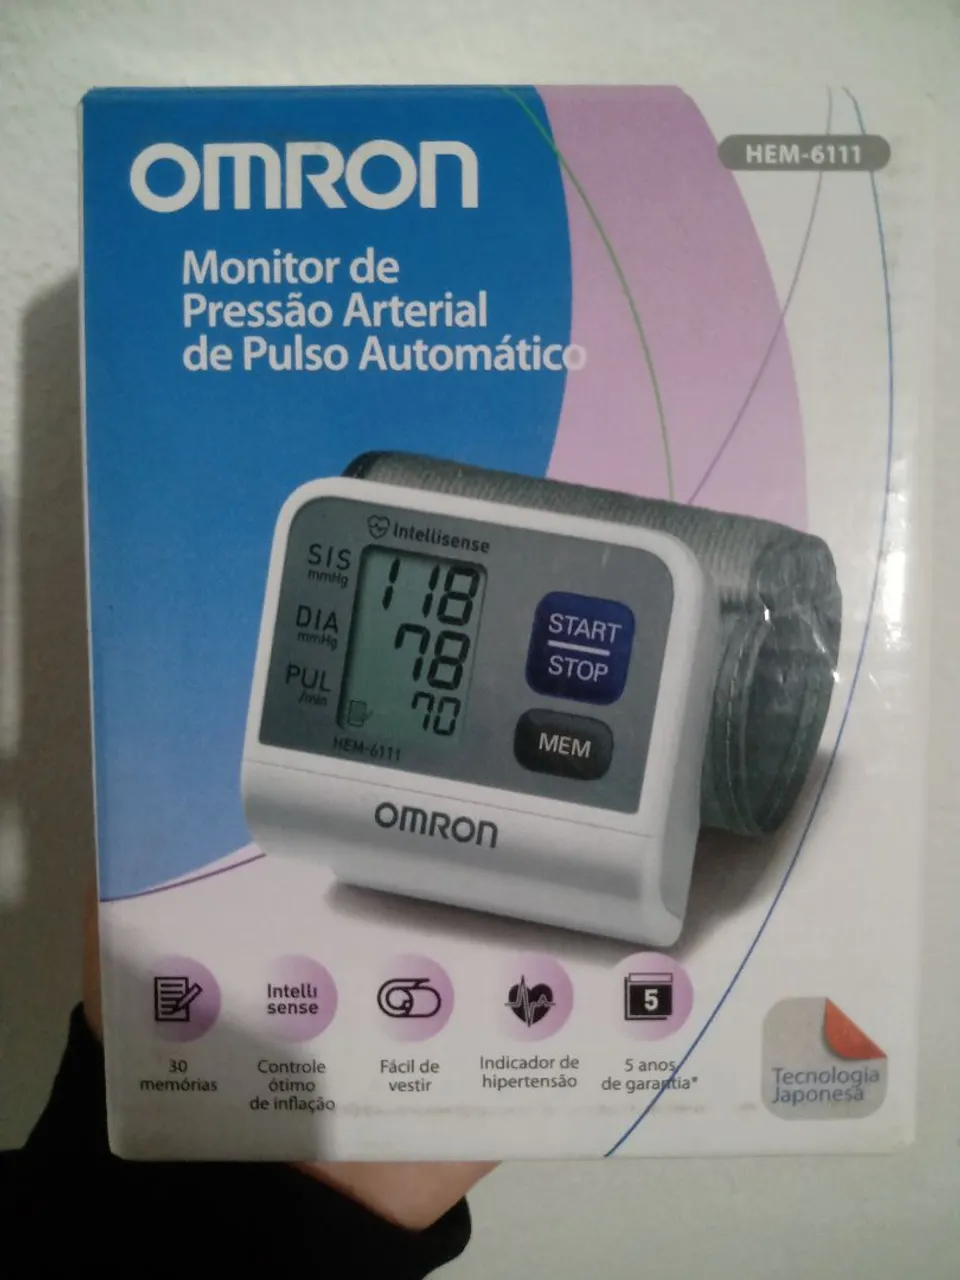 OMRON
HEM-6111
Monitor de
Pressão Arterial
de Pulso Automático
Intellisense
SIS
mmHg
118
DIA
mmHg
78
PUL
/min
70
START
STOP
MEM
HEM-6111
OMRON
30
memórias
Intelli
sense
Controle
ótimo
de inflação
Fácil de
vestir
Indicador de
hipertensão
5
5 anos
de garantia*
Tecnologia
Japonesa